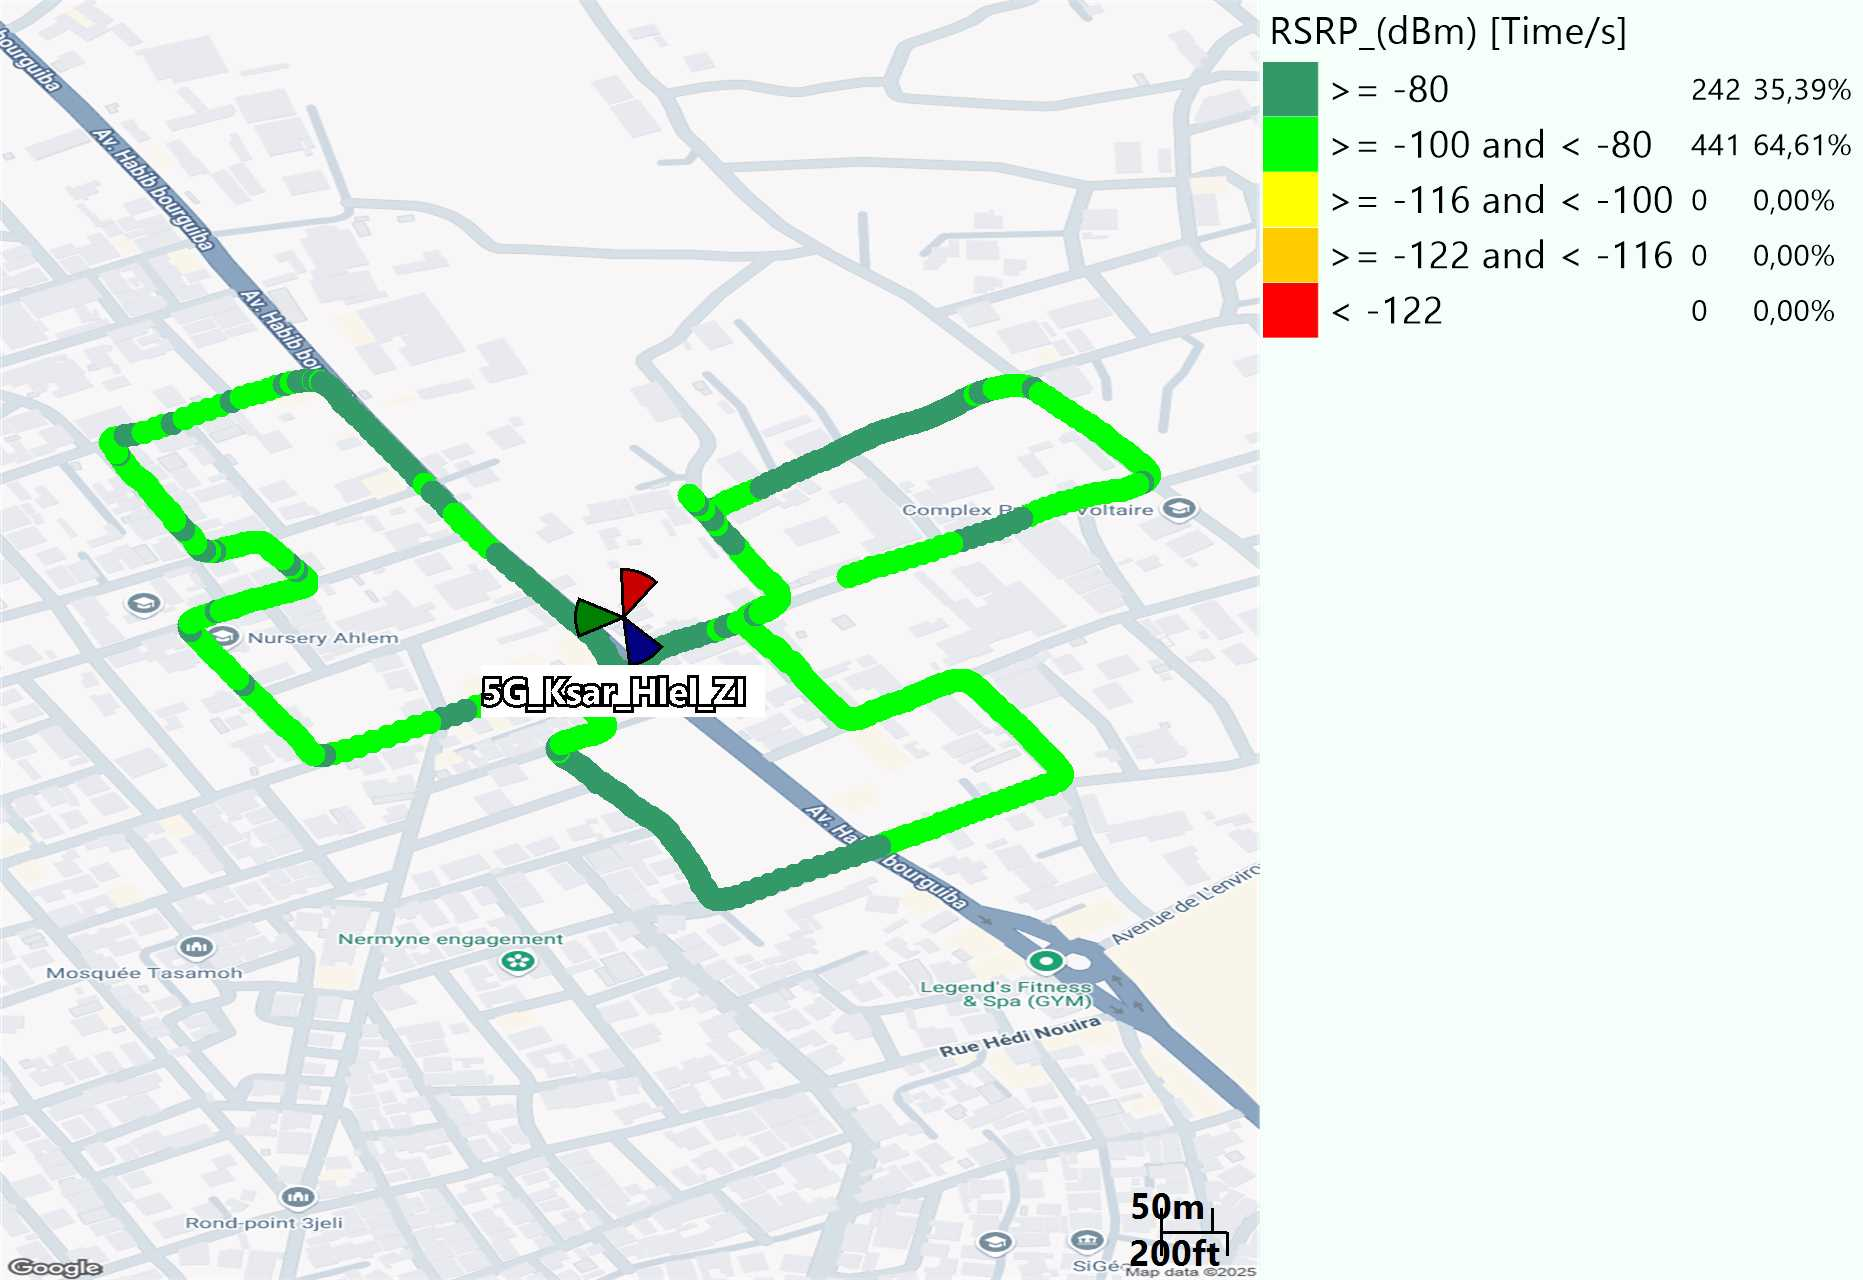 RSRP_(dBm) [Time/s]
>= -80 242 35,39%
>= -100 and < -80 441 64,61%
>= -116 and < -100 0 0,00%
>= -122 and < -116 0 0,00%
< -122 0 0,00%
bourguiba
Av. Habib bourguiba
Av. Habib
Complex
Voltaire
Nursery Ahlem
5G_Ksar_Hlel_ZI
Av.
bourguiba
Avenue de L'enviro
Nermyne engagement
Mosquée Tasamoh
Legend's Fitness
& Spa (GYM)
Rue Hédi Nouira
Rond-point 3jeli
50m
200ft
SiGé
Google
Map data ©2025